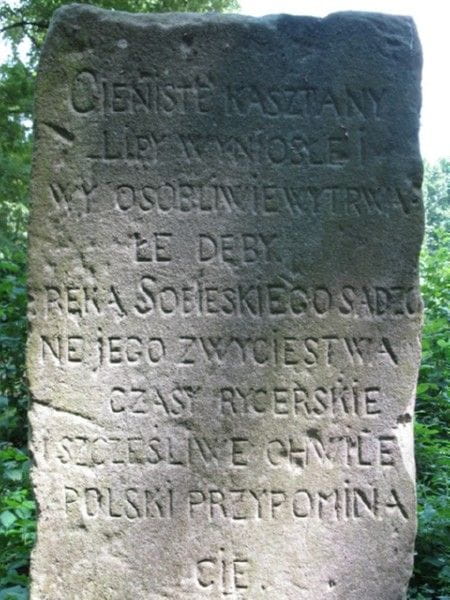 CIENISTE KASZTANY
LIPY WYNIOSŁE I
WY OSOBLIWIE WYTRWA
ŁE DĘBY
RĘKĄ SOBIESKIEGO SADZO
NE JEGO ZWYCIĘSTWA
CZASY RYCERSKIE
I SZCZĘŚLIWE CHWILE
POLSKI PRZYPOMINA
CIE.